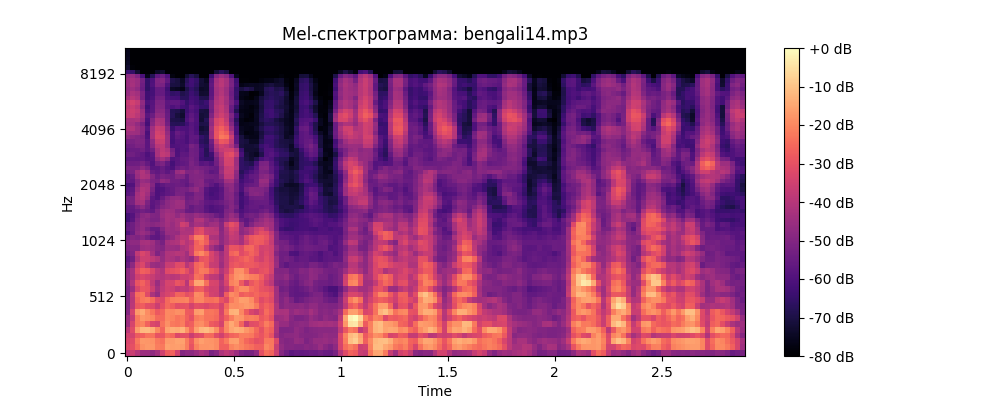 Mel-спектрограмма: bengali14.mp3
Hz
8192
4096
2048
1024
512
0
0
0.5
1
1.5
2
2.5
Time
+0 dB
-10 dB
-20 dB
-30 dB
-40 dB
-50 dB
-60 dB
-70 dB
-80 dB